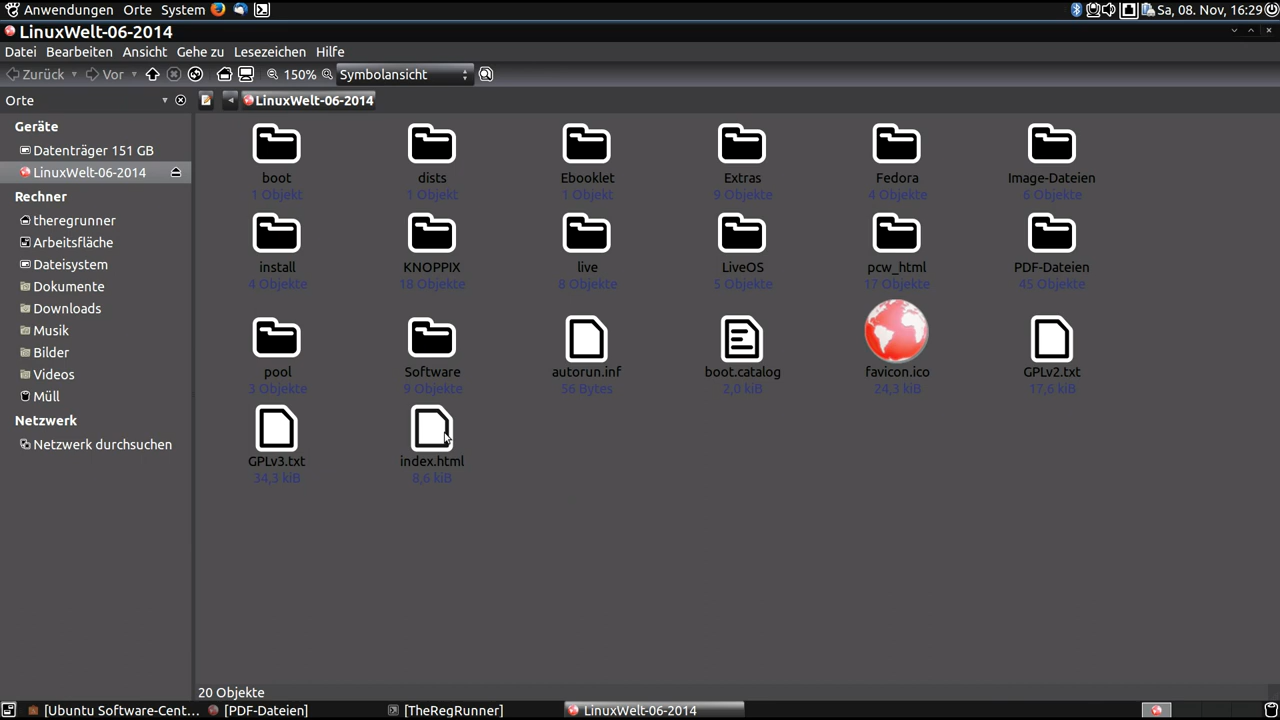 Anwendungen Orte System Sa, 08. Nov, 16:29
LinuxWelt-06-2014
Datei Bearbeiten Ansicht Gehe zu Lesezeichen Hilfe
Zurück Vor 150% Symbolansicht
Orte LinuxWelt-06-2014
Geräte
Datenträger 151 GB
LinuxWelt-06-2014
Rechner
theregrunner
Arbeitsfläche
Dateisystem
Dokumente
Downloads
Musik
Bilder
Videos
Müll
Netzwerk
Netzwerk durchsuchen
boot dists Ebooklet Extras Fedora Image-Dateien
1 Objekt 1 Objekt 1 Objekt 9 Objekte 4 Objekte 6 Objekte
install KNOPPIX live LiveOS pcw_html PDF-Dateien
4 Objekte 18 Objekte 8 Objekte 5 Objekte 17 Objekte 45 Objekte
pool Software autorun.inf boot.catalog favicon.ico GPLv2.txt
3 Objekte 9 Objekte 56 Bytes 2,0 kiB 24,3 kiB 17,6 kiB
GPLv3.txt index.html
34,3 kiB 8,6 kiB
20 Objekte
[Ubuntu Software-Cent... [PDF-Dateien] [TheRegRunner] LinuxWelt-06-2014